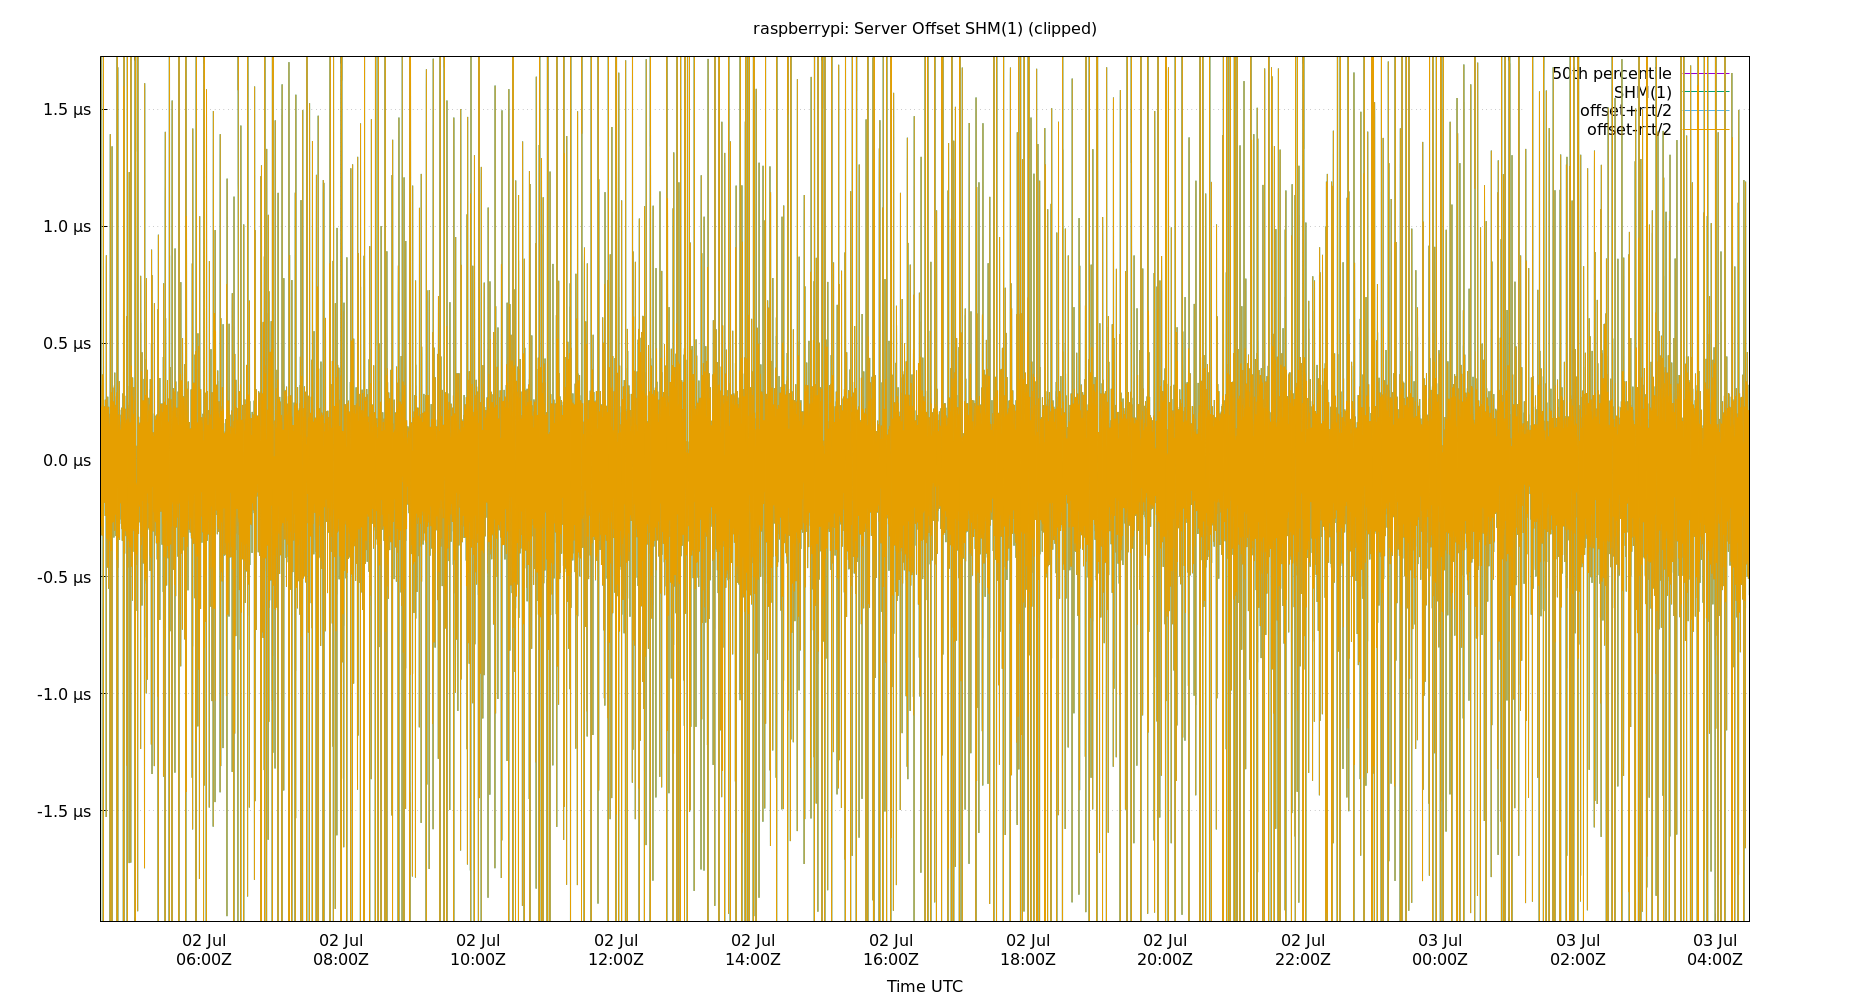 raspberrypi: Server Offset SHM(1) (clipped)
50th percentile
SHM(1)
offset+rtt/2
offset-rtt/2
1.5 µs
1.0 µs
0.5 µs
0.0 µs
-0.5 µs
-1.0 µs
-1.5 µs
02 Jul 02 Jul 02 Jul 02 Jul 02 Jul 02 Jul 02 Jul 02 Jul 02 Jul 03 Jul 03 Jul 03 Jul
06:00Z 08:00Z 10:00Z 12:00Z 14:00Z 16:00Z 18:00Z 20:00Z 22:00Z 00:00Z 02:00Z 04:00Z
Time UTC